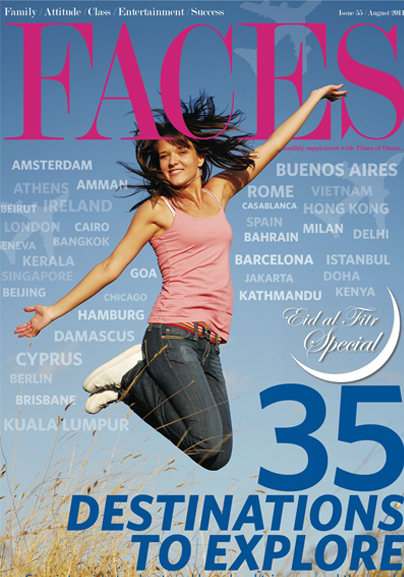 Family / Attitude / Class / Entertainment / Success
Issue 55 / August 2011
FACES
monthly supplement with Times of Oman.
AMSTERDAM
BUENOS AIRES
ATHENS AMMAN
ROME VIETNAM
BEIRUT IRELAND
CASABLANCA HONG KONG
LONDON CAIRO
SPAIN MILAN DELHI
GENEVA BANGKOK
BAHRAIN
KERALA
BARCELONA ISTANBUL
SINGAPORE GOA
JAKARTA DOHA
BEIJING CHICAGO
KATHMANDU KENYA
HAMBURG
DAMASCUS
CYPRUS
BERLIN
BRISBANE
KUALA LUMPUR
Eid al Fitr
Special
35
DESTINATIONS
TO EXPLORE